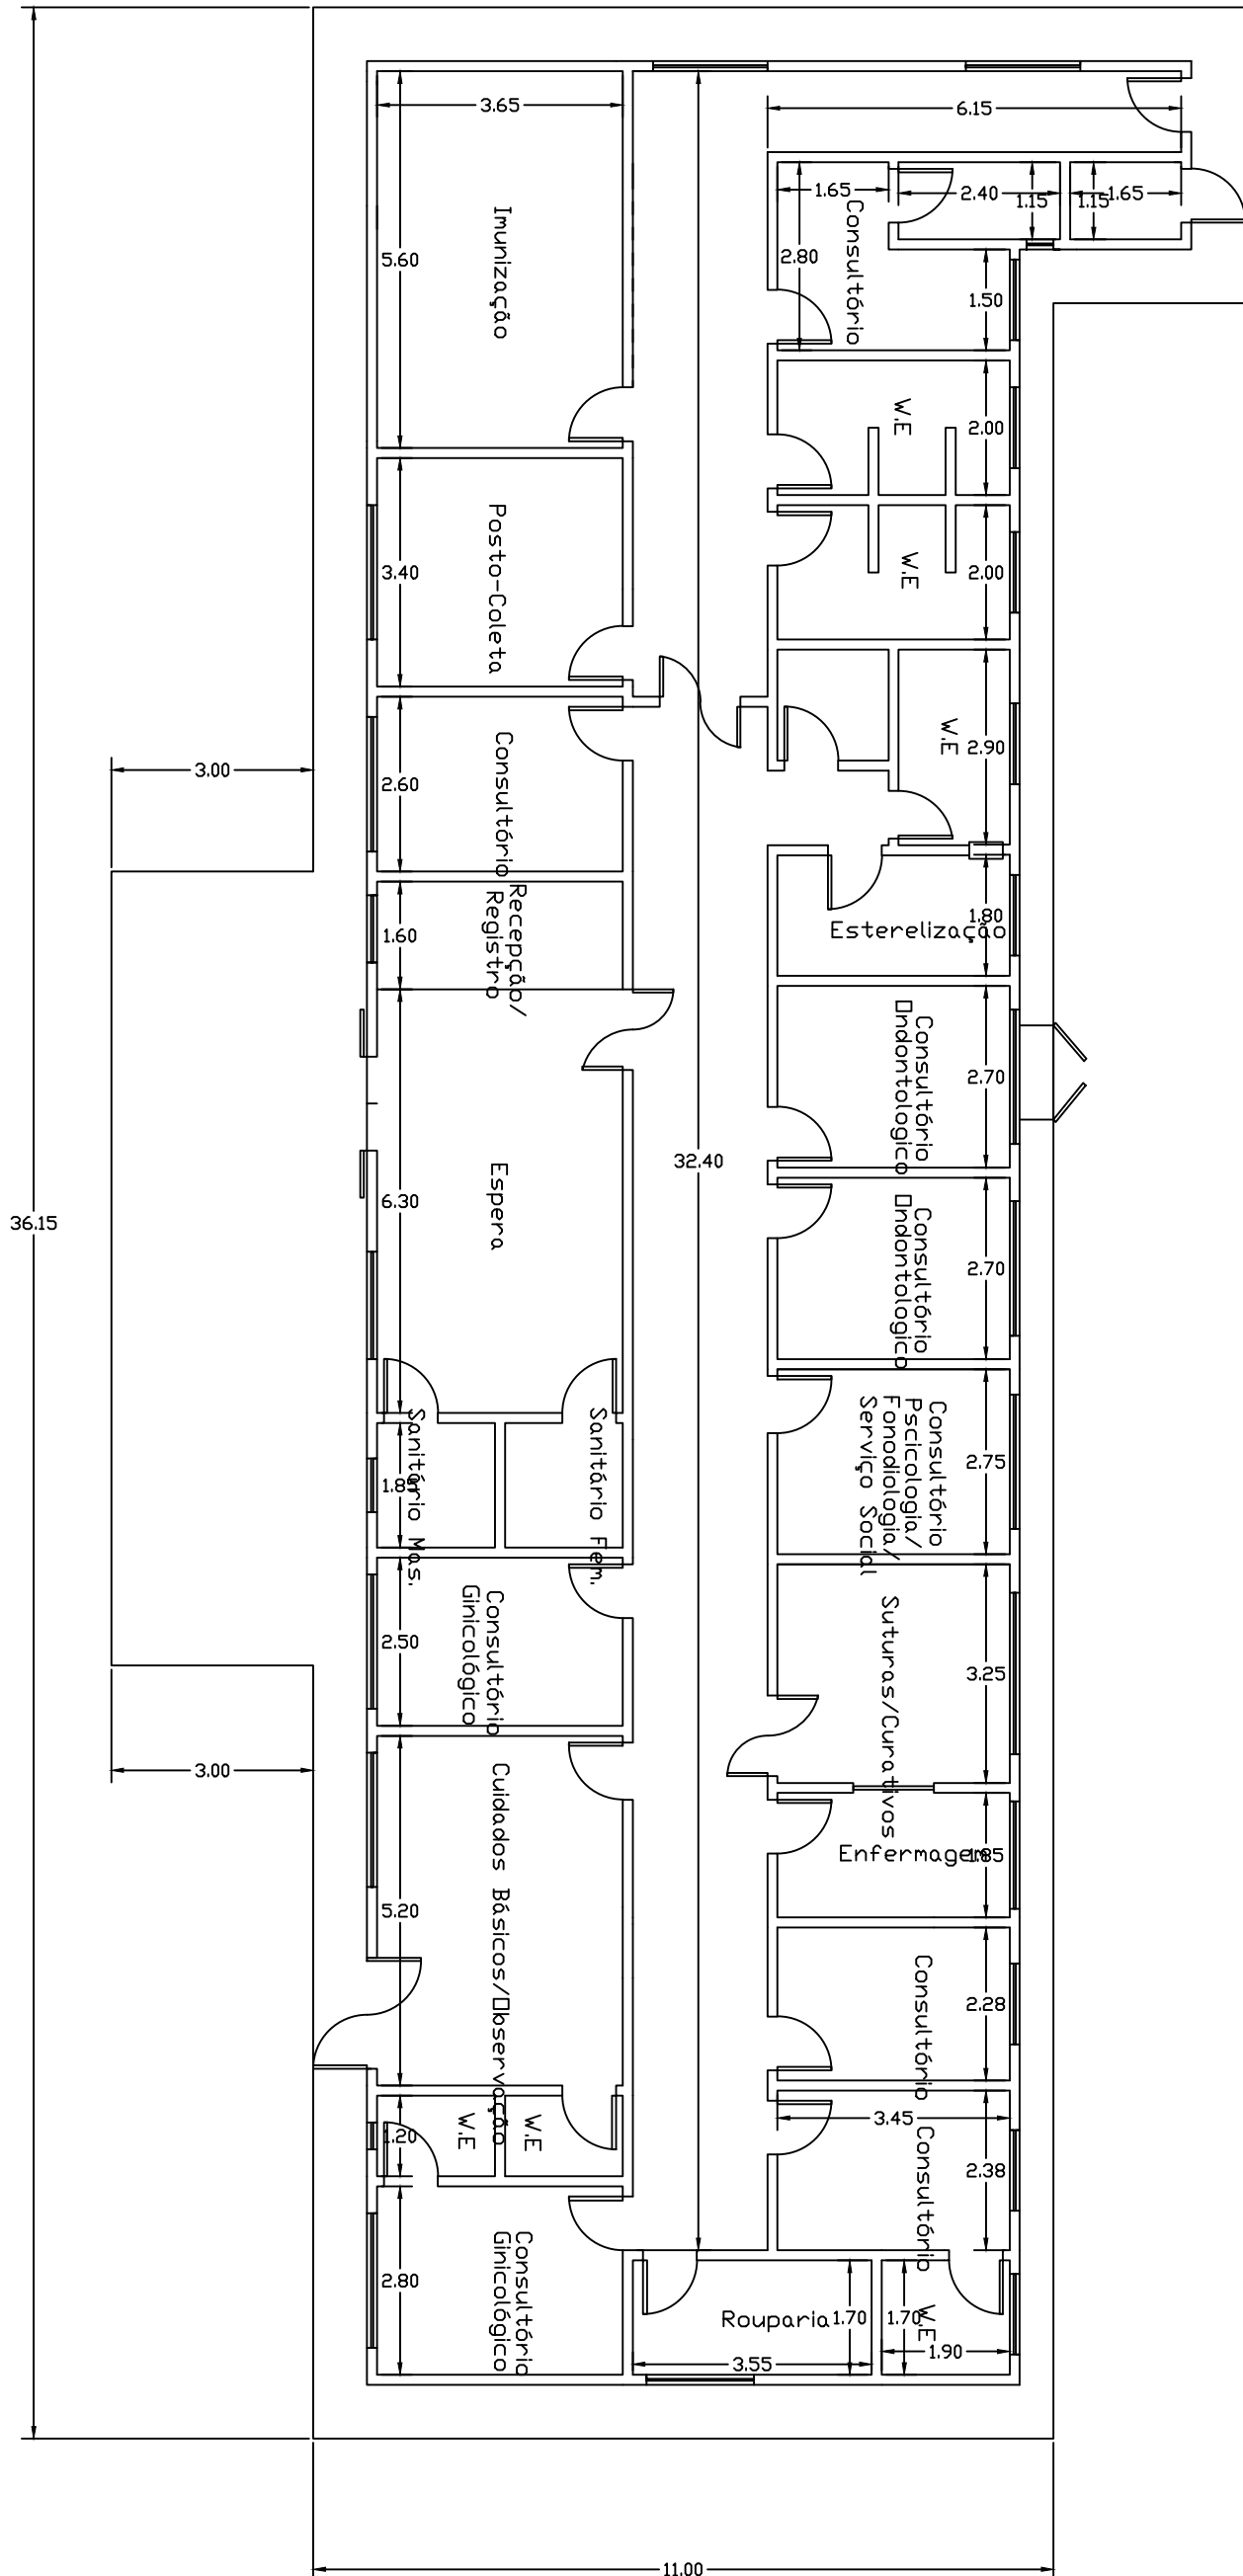 3.65
6.15
1.65
2.40
1.15
1.15
1.65
Imunização
5.60
Consultório
2.80
1.50
W.E
2.00
Posto-Coleta
3.40
W.E
2.00
3.00
Consultório
2.60
W.E
2.90
Recepção/
Registro
1.60
Esterelização
1.80
Consultório
Ondontologico
2.70
32.40
36.15
Espera
6.30
Consultório
Ondontologico
2.70
Sanitário Mas.
1.85
Sanitário Fem.
Consultório
Pscicologia/
Fonodiologia/
Serviço Social
2.75
Consultório
Ginicológico
2.50
Suturas/Curativos
3.25
3.00
Cuidados Básicos/Observação
5.20
Enfermagem
1.85
Consultório
2.28
W.E
W.E
1.20
3.45
Consultório
2.38
Consultório
Ginicológico
2.80
Rouparia
1.70
1.70
W.E
3.55
1.90
11.00